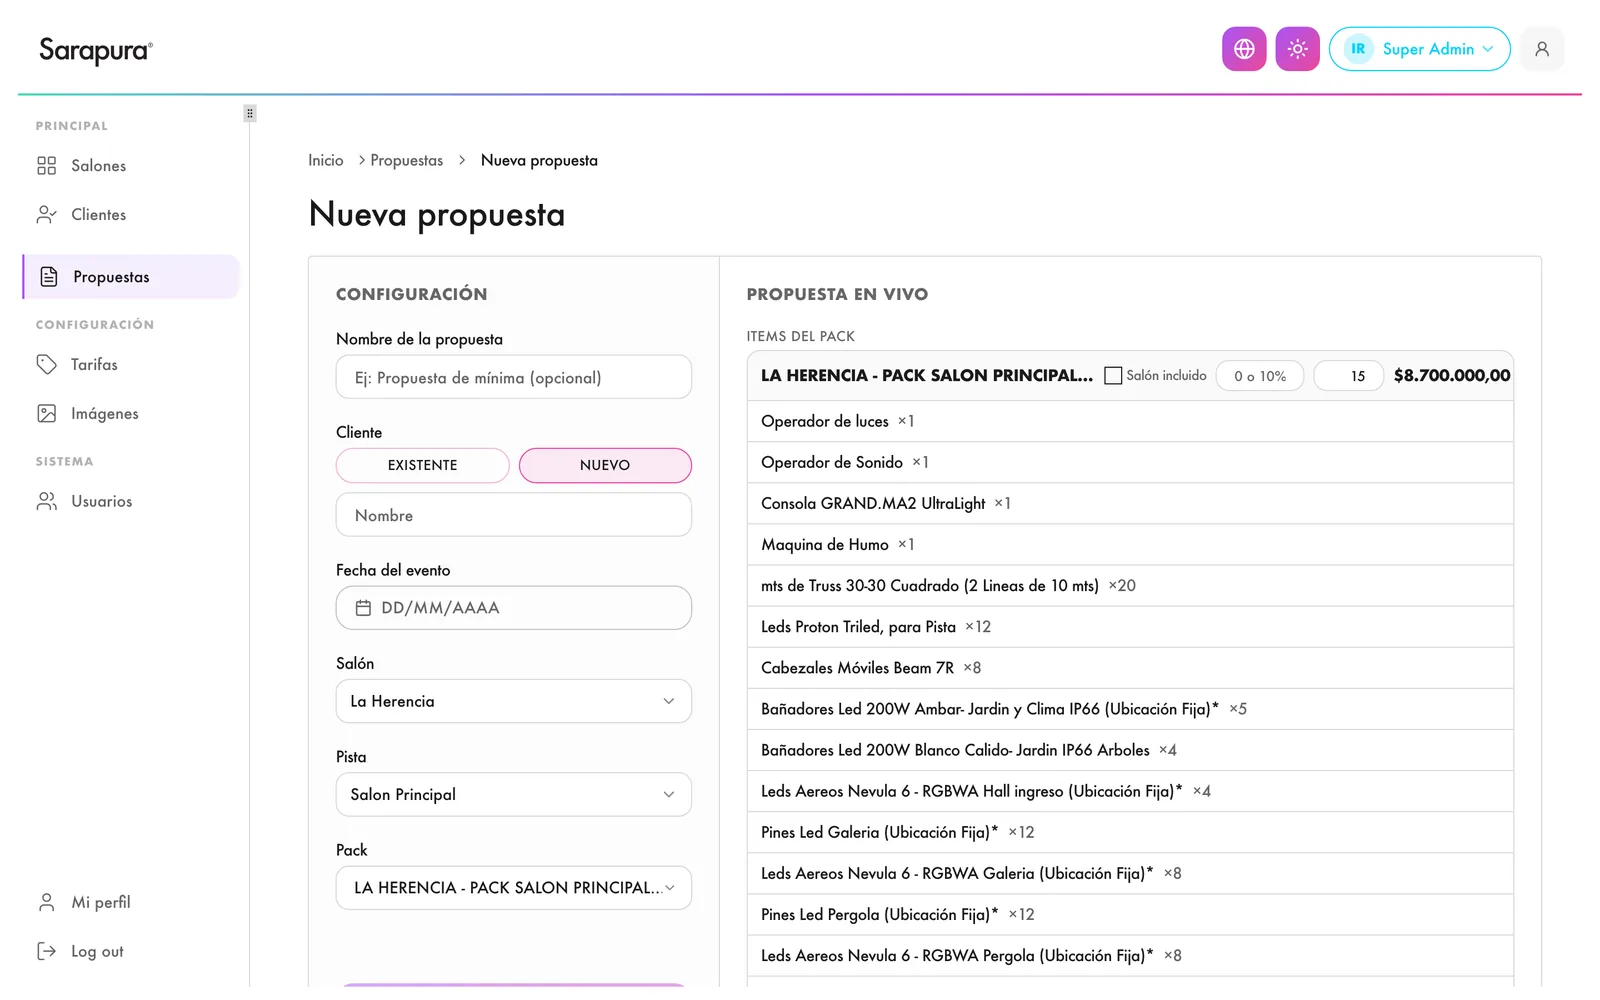 Sarapura®
IR Super Admin
PRINCIPAL
Salones
Clientes
Propuestas
CONFIGURACIÓN
Tarifas
Imágenes
SISTEMA
Usuarios
Mi perfil
Log out
Inicio > Propuestas > Nueva propuesta
Nueva propuesta
CONFIGURACIÓN
Nombre de la propuesta
Ej: Propuesta de mínima (opcional)
Cliente
EXISTENTE NUEVO
Nombre
Fecha del evento
DD/MM/AAAA
Salón
La Herencia
Pista
Salon Principal
Pack
LA HERENCIA - PACK SALON PRINCIPAL...
PROPUESTA EN VIVO
ITEMS DEL PACK
LA HERENCIA - PACK SALON PRINCIPAL... Salón incluido 0 o 10% 15 $8.700.000,00
Operador de luces ×1
Operador de Sonido ×1
Consola GRAND.MA2 UltraLight ×1
Maquina de Humo ×1
mts de Truss 30-30 Cuadrado (2 Lineas de 10 mts) ×20
Leds Proton Triled, para Pista ×12
Cabezales Móviles Beam 7R ×8
Bañadores Led 200W Ambar- Jardin y Clima IP66 (Ubicación Fija)* ×5
Bañadores Led 200W Blanco Calido- Jardin IP66 Arboles ×4
Leds Aereos Nevula 6 - RGBWA Hall ingreso (Ubicación Fija)* ×4
Pines Led Galeria (Ubicación Fija)* ×12
Leds Aereos Nevula 6 - RGBWA Galeria (Ubicación Fija)* ×8
Pines Led Pergola (Ubicación Fija)* ×12
Leds Aereos Nevula 6 - RGBWA Pergola (Ubicación Fija)* ×8